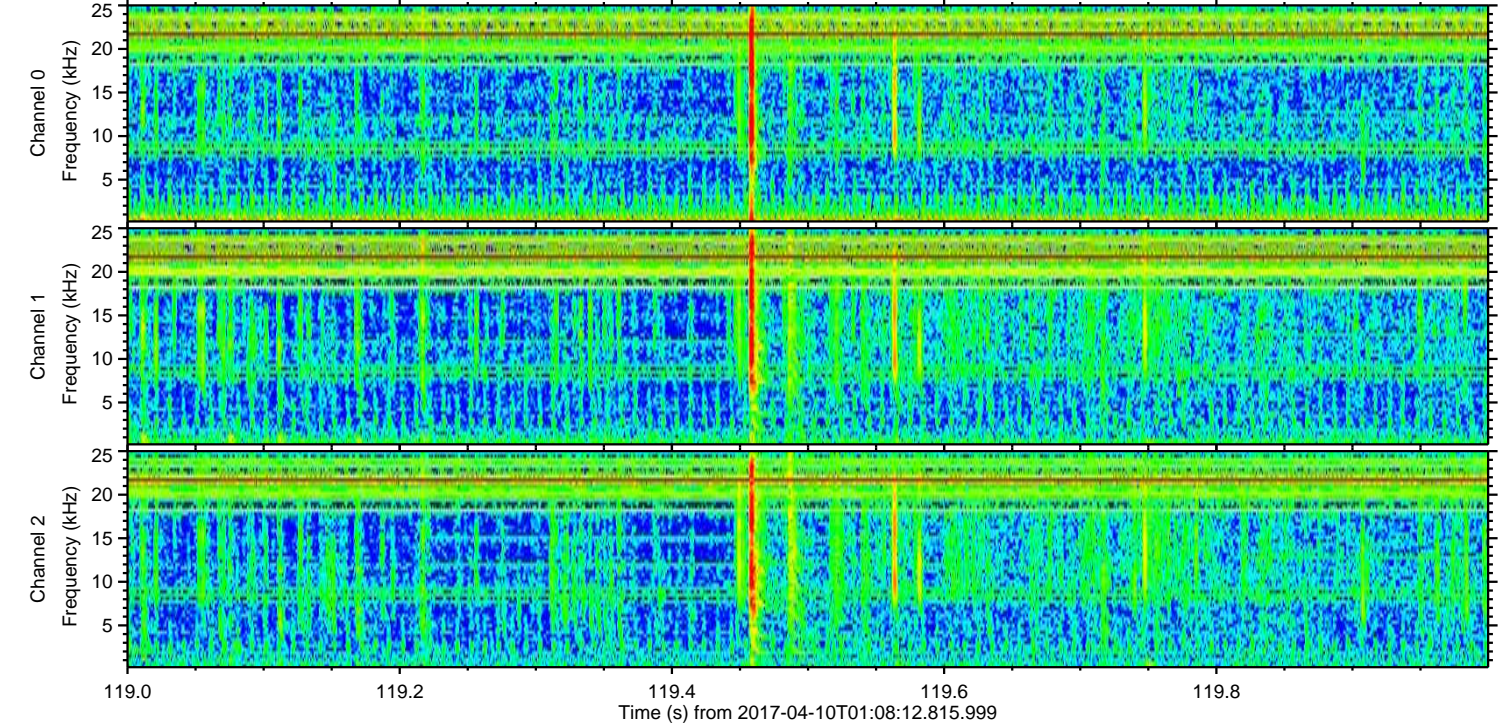 25
20
15
10
5
Channel 0
Frequency (kHz)
25
20
15
10
5
Channel 1
Frequency (kHz)
25
20
15
10
5
Channel 2
Frequency (kHz)
119.0 119.2 119.4 119.6 119.8
Time (s) from 2017-04-10T01:08:12.815.999